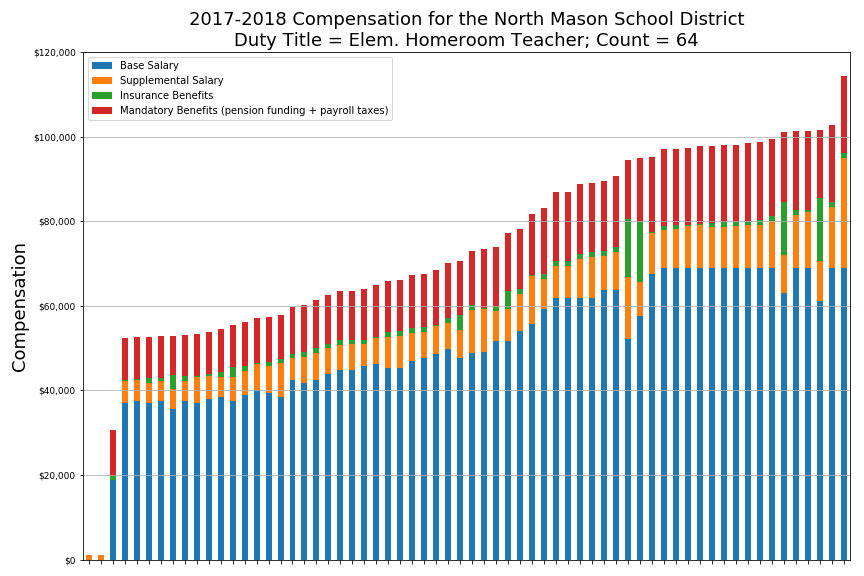 2017-2018 Compensation for the North Mason School District
Duty Title = Elem. Homeroom Teacher; Count = 64
$120,000
Base Salary
Supplemental Salary
Insurance Benefits
Mandatory Benefits (pension funding + payroll taxes)
$100,000
$80,000
$60,000
$40,000
$20,000
$0
Compensation